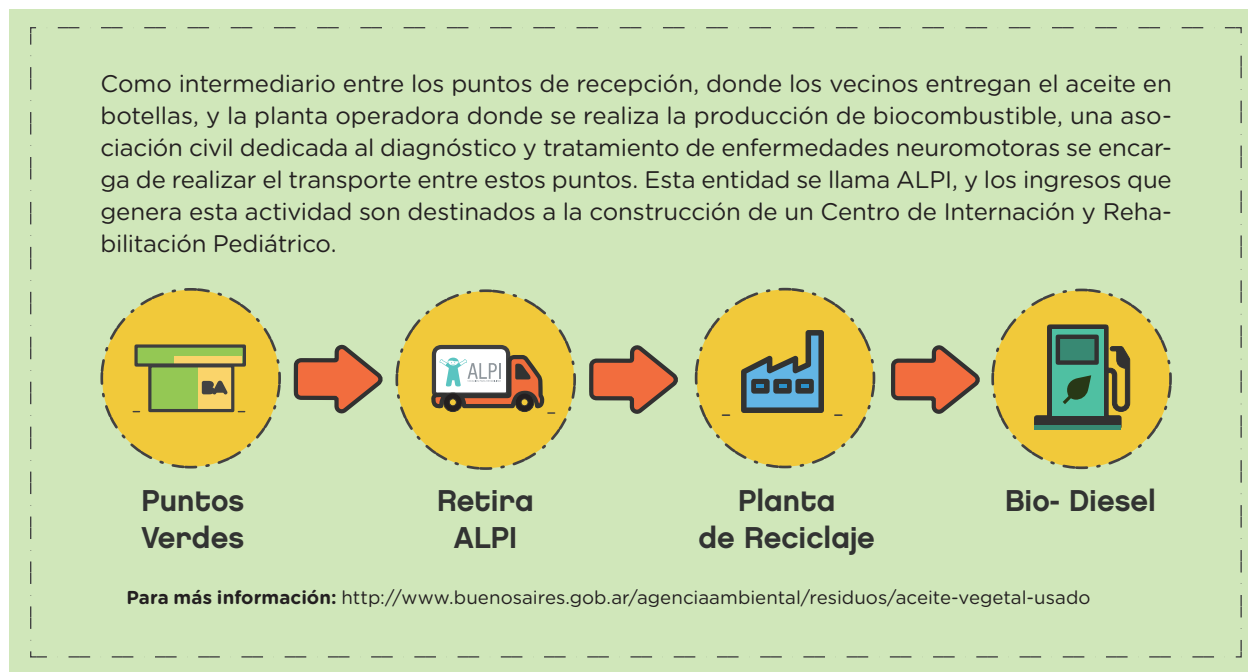 Como intermediario entre los puntos de recepción, donde los vecinos entregan el aceite en
botellas, y la planta operadora donde se realiza la producción de biocombustible, una aso-
ciación civil dedicada al diagnóstico y tratamiento de enfermedades neuromotoras se encar-
ga de realizar el transporte entre estos puntos. Esta entidad se llama ALPI, y los ingresos que
genera esta actividad son destinados a la construcción de un Centro de Internación y Reha-
bilitación Pediátrico.
BA
ALPI
Puntos
Verdes
Retira
ALPI
Planta
de Reciclaje
Bio- Diesel
Para más información: http://www.buenosaires.gob.ar/agenciaambiental/residuos/aceite-vegetal-usado